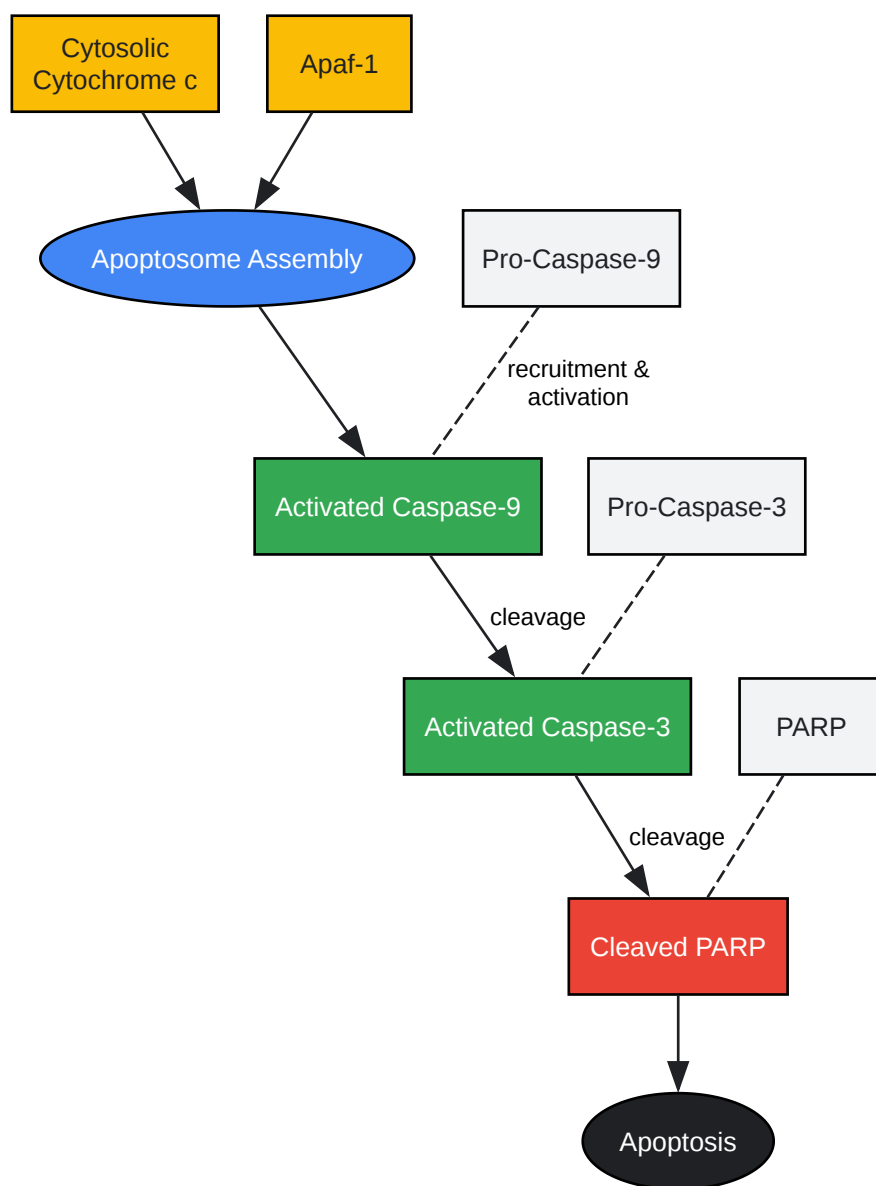 Cytosolic
Cytochrome c
Apaf-1
Apoptosome Assembly
Pro-Caspase-9
recruitment &
activation
Activated Caspase-9
Pro-Caspase-3
cleavage
Activated Caspase-3
PARP
cleavage
Cleaved PARP
Apoptosis